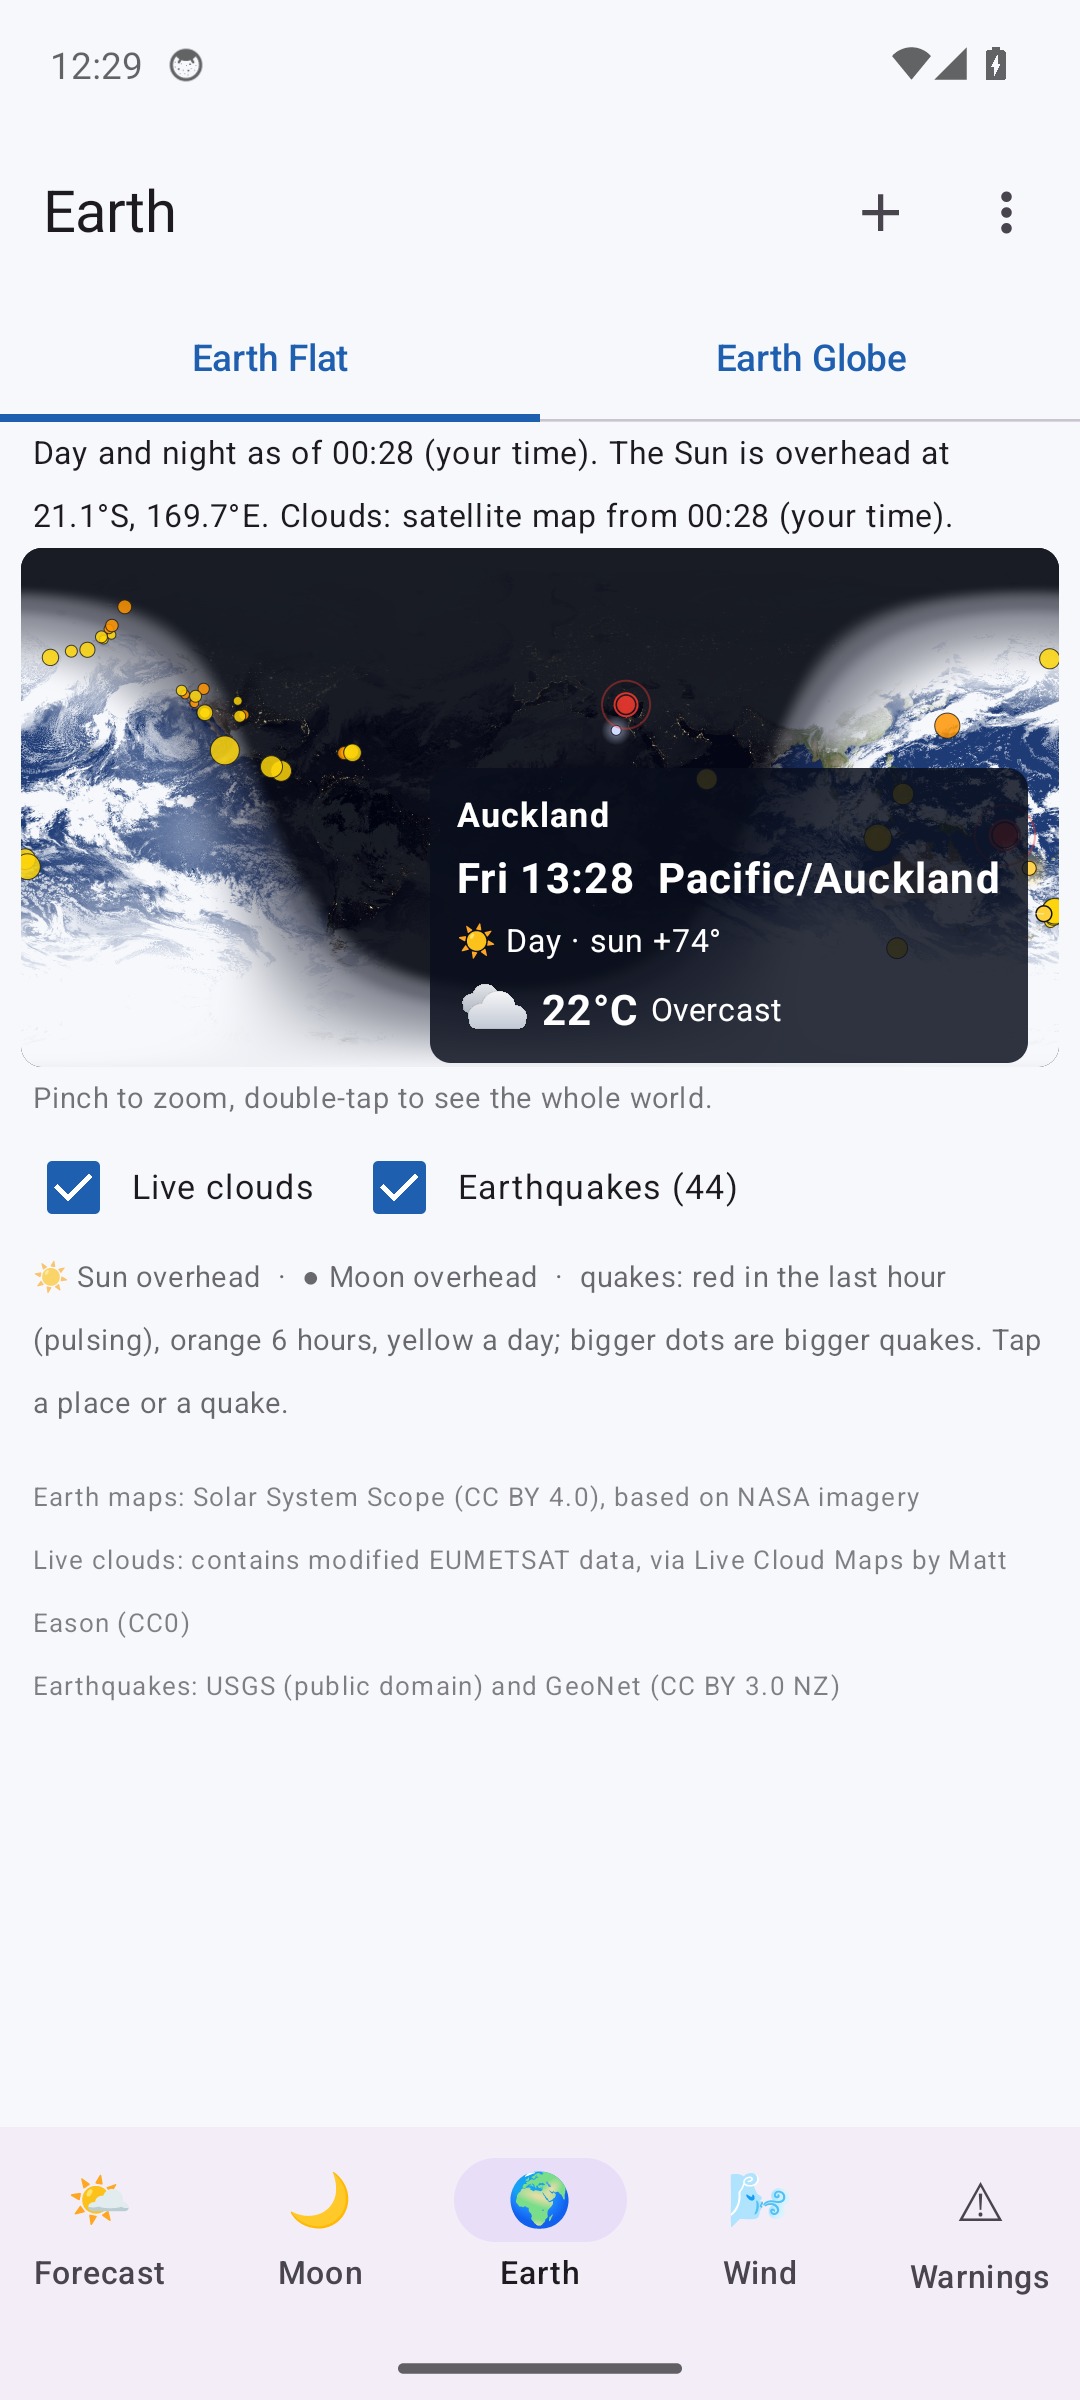 12:29
Earth
Earth Flat
Earth Globe
Day and night as of 00:28 (your time). The Sun is overhead at
21.1°S, 169.7°E. Clouds: satellite map from 00:28 (your time).
Auckland
Fri 13:28 Pacific/Auckland
Day · sun +74°
22°C Overcast
Pinch to zoom, double-tap to see the whole world.
Live clouds
Earthquakes (44)
Sun overhead · ● Moon overhead · quakes: red in the last hour
(pulsing), orange 6 hours, yellow a day; bigger dots are bigger quakes. Tap
a place or a quake.
Earth maps: Solar System Scope (CC BY 4.0), based on NASA imagery
Live clouds: contains modified EUMETSAT data, via Live Cloud Maps by Matt
Eason (CC0)
Earthquakes: USGS (public domain) and GeoNet (CC BY 3.0 NZ)
Forecast
Moon
Earth
Wind
Warnings